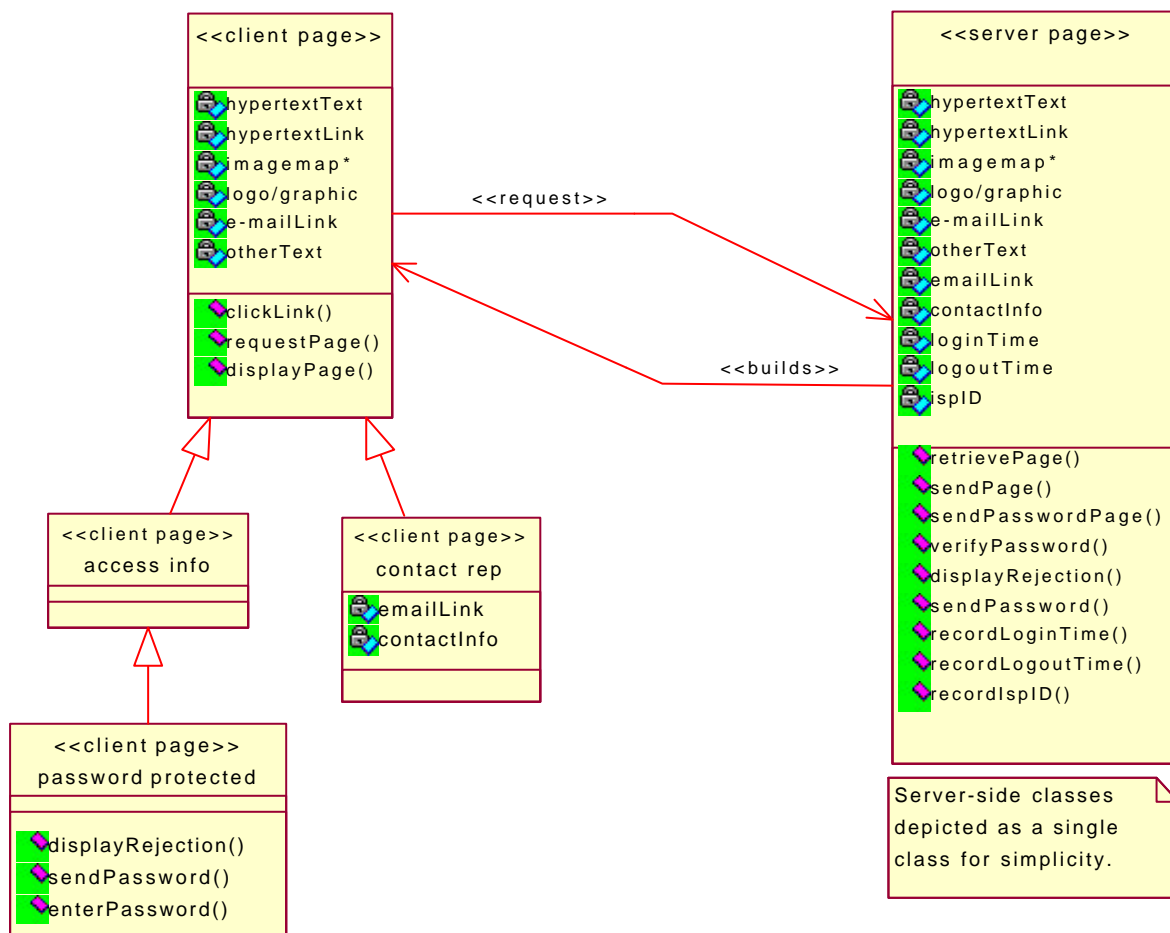 <<client page>>
hypertextText
hypertextLink
imagemap*
logo/graphic
e-mailLink
otherText
clickLink()
requestPage()
displayPage()
<<request>>
<<builds>>
<<server page>>
hypertextText
hypertextLink
imagemap*
logo/graphic
e-mailLink
otherText
emailLink
contactInfo
loginTime
logoutTime
ispID
retrievePage()
sendPage()
sendPasswordPage()
verifyPassword()
displayRejection()
sendPassword()
recordLoginTime()
recordLogoutTime()
recordIspID()
<<client page>>
access info
<<client page>>
contact rep
emailLink
contactInfo
<<client page>>
password protected
displayRejection()
sendPassword()
enterPassword()
Server-side classes
depicted as a single
class for simplicity.